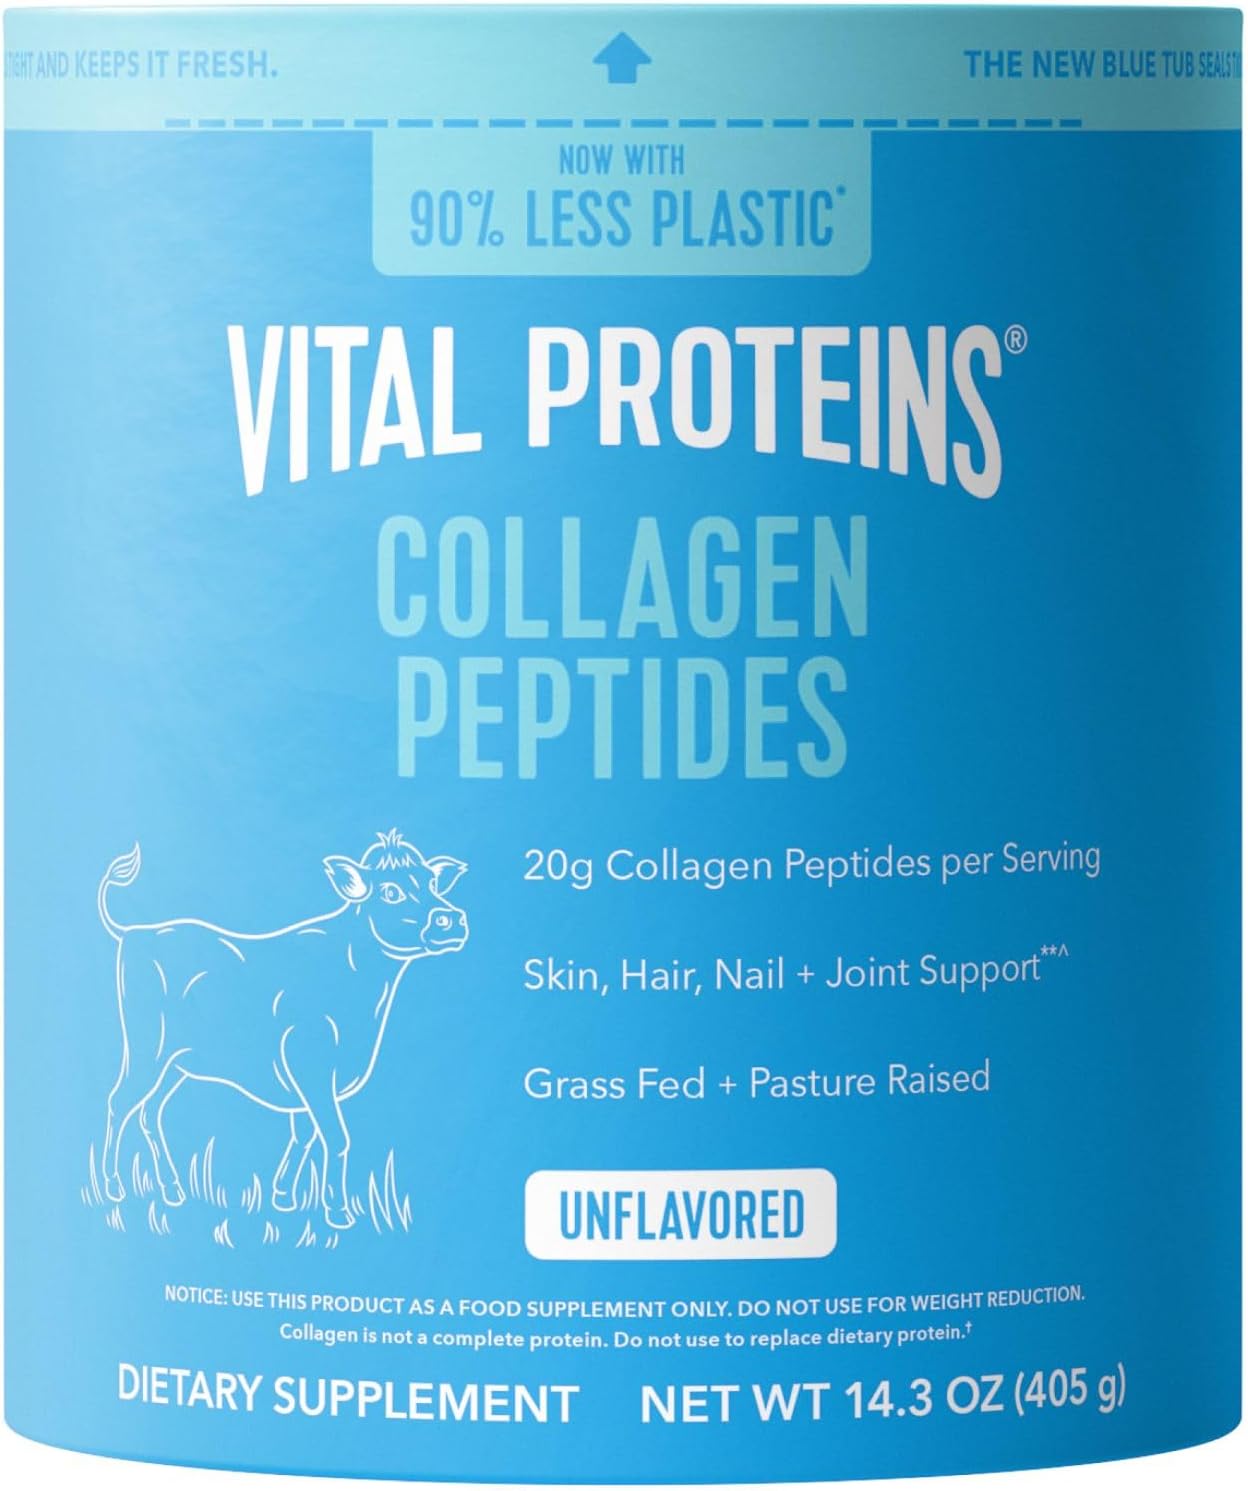 TIGHT AND KEEPS IT FRESH.
THE NEW BLUE TUB SEALS
NOW WITH
90% LESS PLASTIC*
VITAL PROTEINS®
COLLAGEN
PEPTIDES
20g Collagen Peptides per Serving
Skin, Hair, Nail + Joint Support**^
Grass Fed + Pasture Raised
UNFLAVORED
NOTICE: USE THIS PRODUCT AS A FOOD SUPPLEMENT ONLY. DO NOT USE FOR WEIGHT REDUCTION.
Collagen is not a complete protein. Do not use to replace dietary protein.†
DIETARY SUPPLEMENT NET WT 14.3 OZ (405 g)